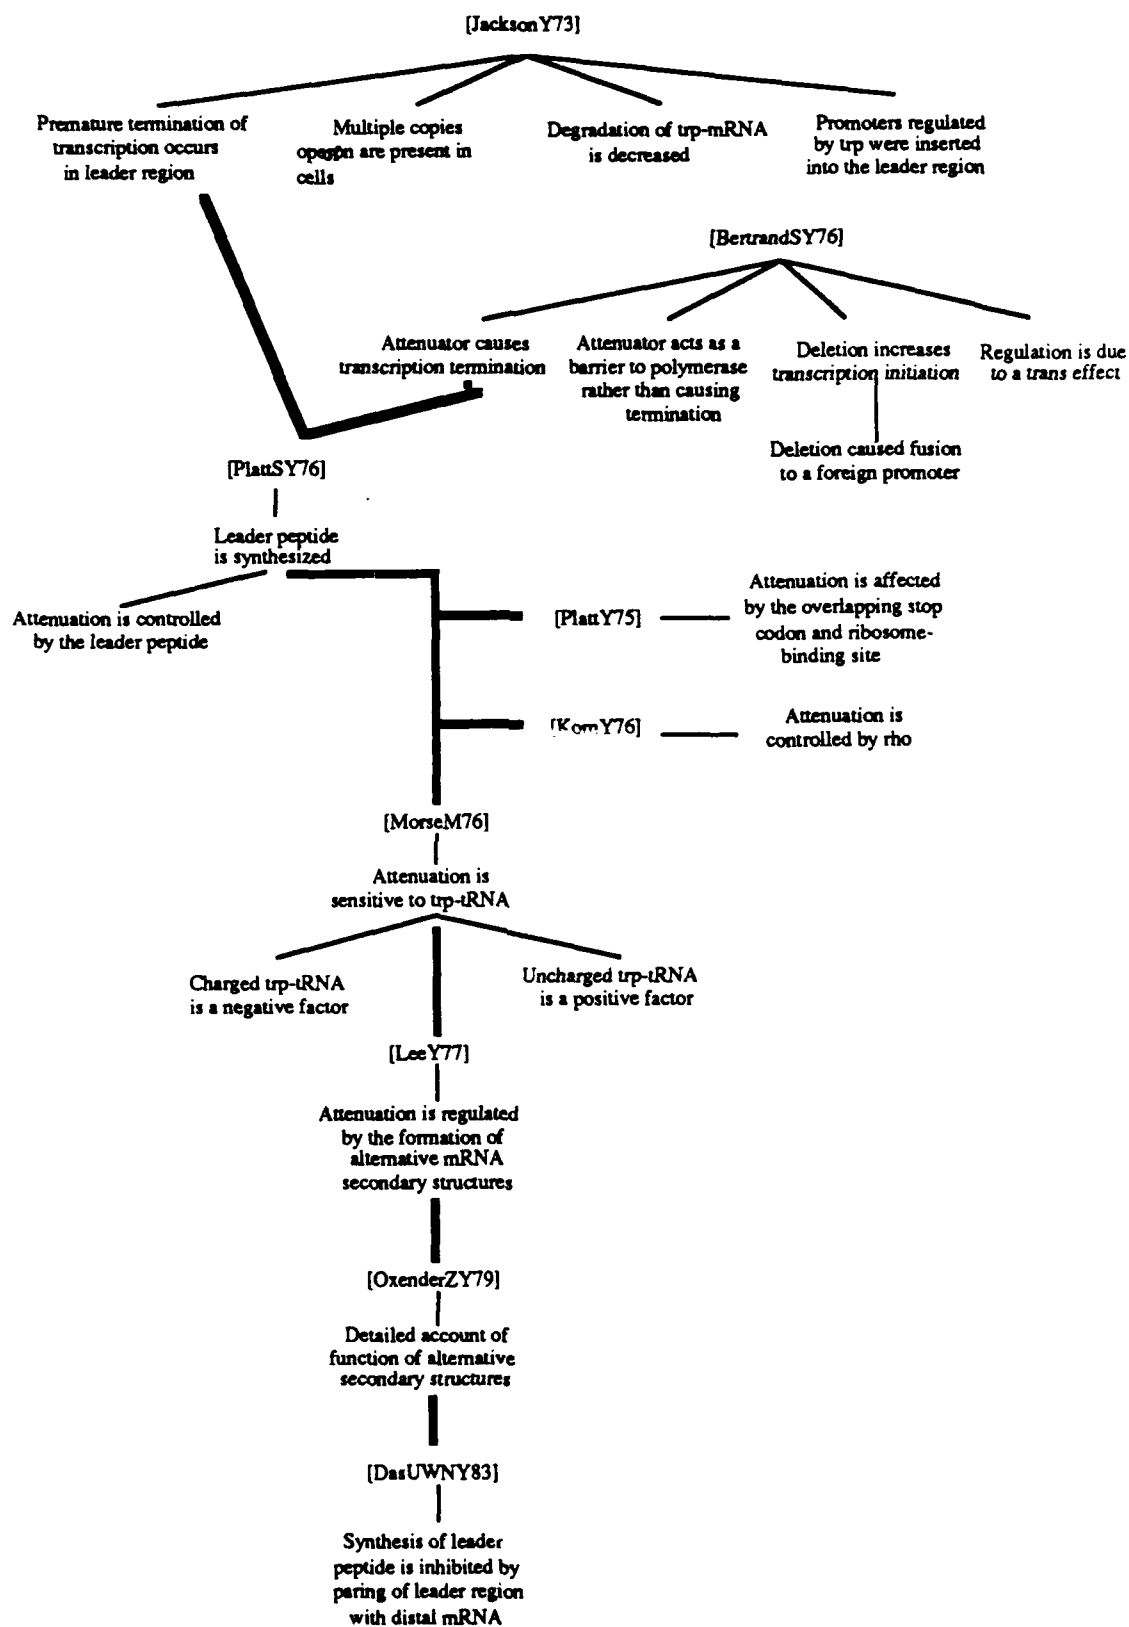 [JacksonY73]
Premature termination of
transcription occurs
in leader region
Multiple copies
are present in
cells
Degradation of trp-mRNA
is decreased
Promoters regulated
by trp were inserted
into the leader region
[BertrandSY76]
Attenuator causes
transcription termination
Attenuator acts as a
barrier to polymerase
rather than causing
termination
Deletion increases
transcription initiation
Regulation is due
to a trans effect
Deletion caused fusion
to a foreign promoter
[PlattSY76]
Leader peptide
is synthesized
Attenuation is controlled
by the leader peptide
[PlattY75]
Attenuation is affected
by the overlapping stop
codon and ribosome-
binding site
[KornY76]
Attenuation is
controlled by rho
[MorseM76]
Attenuation is
sensitive to trp-tRNA
Charged trp-tRNA
is a negative factor
Uncharged trp-tRNA
is a positive factor
[LeeY77]
Attenuation is regulated
by the formation of
alternative mRNA
secondary structures
[OxenderZY79]
Detailed account of
function of alternative
secondary structures
[DasUWNY83]
Synthesis of leader
peptide is inhibited by
paring of leader region
with distal mRNA